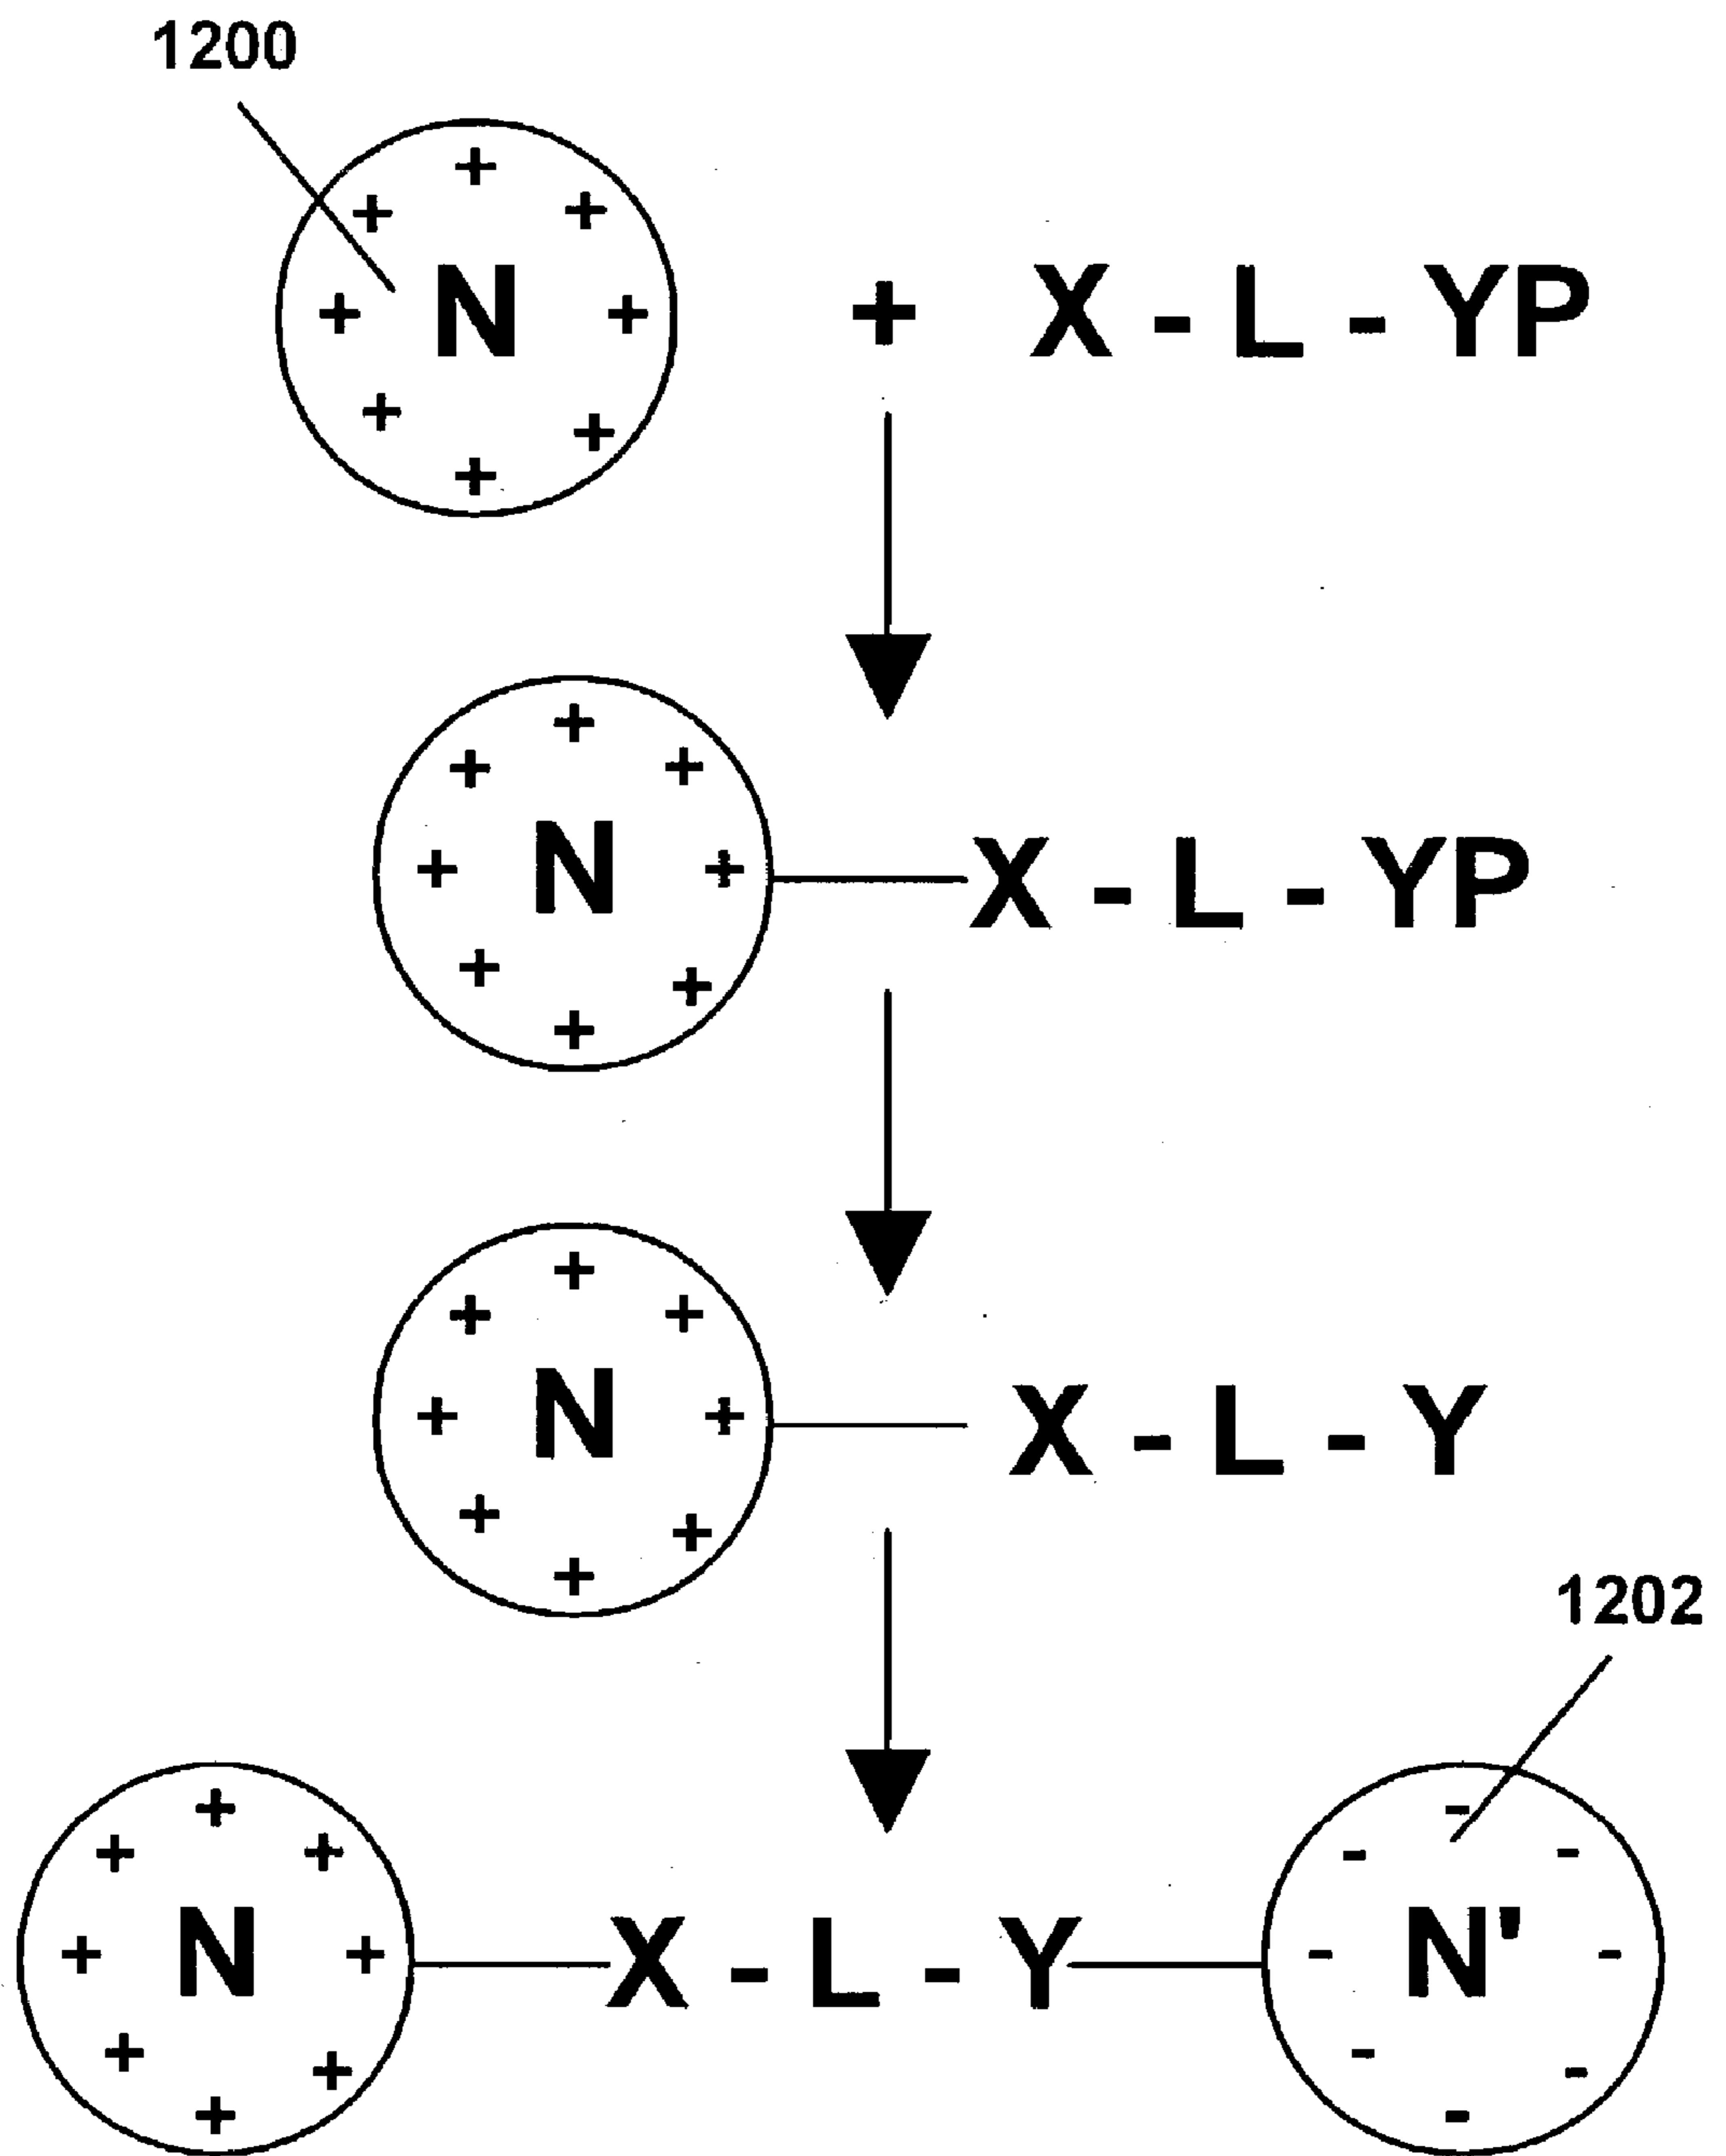 1200
+ + + + N + + + + + X - L - YP
+ + + + N + + + + X - L - YP
+ + + + N + + + + X - L - Y
1202
+ + + + N + + + + X - L - Y - - - - N' - - - -